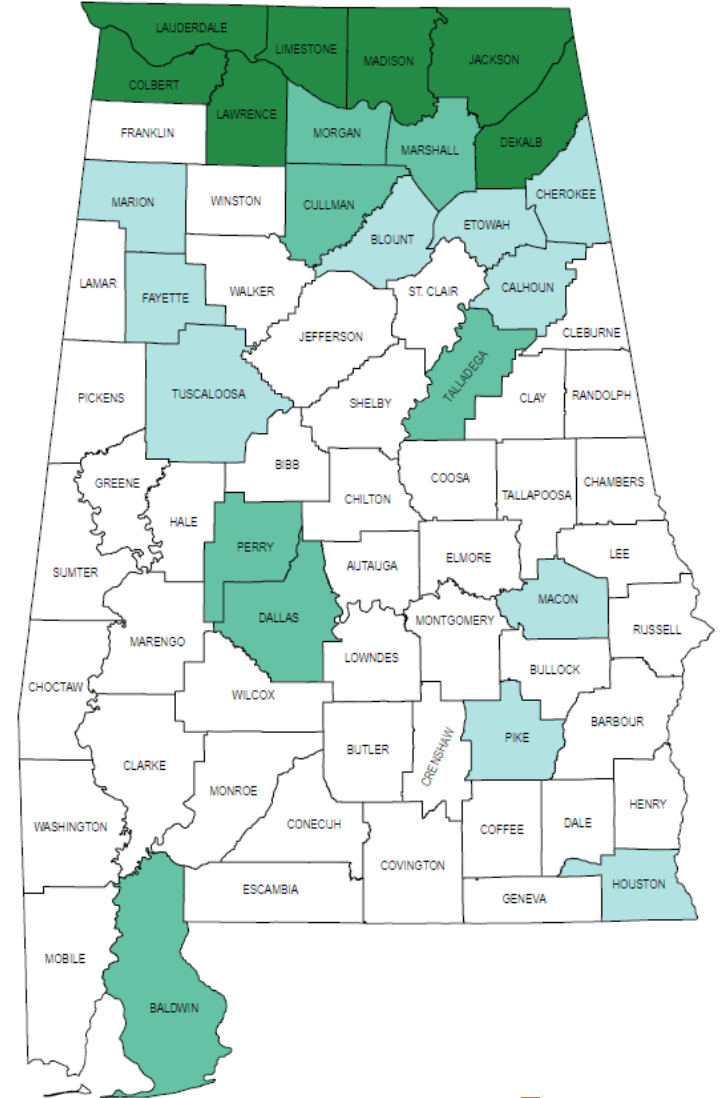 LAUDERDALE
LIMESTONE
MADISON
JACKSON
COLBERT
LAWRENCE
FRANKLIN
MORGAN
MARSHALL
DEKALB
MARION
WINSTON
CULLMAN
CHEROKEE
ETOWAH
BLOUNT
LAMAR
FAYETTE
WALKER
ST. CLAIR
CALHOUN
JEFFERSON
CLEBURNE
TALLADEGA
PICKENS
TUSCALOOSA
SHELBY
CLAY
RANDOLPH
BIBB
GREENE
COOSA
CHAMBERS
TALLAPOOSA
CHILTON
HALE
PERRY
ELMORE
LEE
AUTAUGA
SUMTER
MACON
DALLAS
MONTGOMERY
RUSSELL
MARENGO
LOWNDES
BULLOCK
CHOCTAW
WILCOX
BARBOUR
PIKE
BUTLER
CRENSHAW
CLARKE
MONROE
HENRY
CONECUH
WASHINGTON
COFFEE
DALE
COVINGTON
HOUSTON
ESCAMBIA
GENEVA
MOBILE
BALDWIN